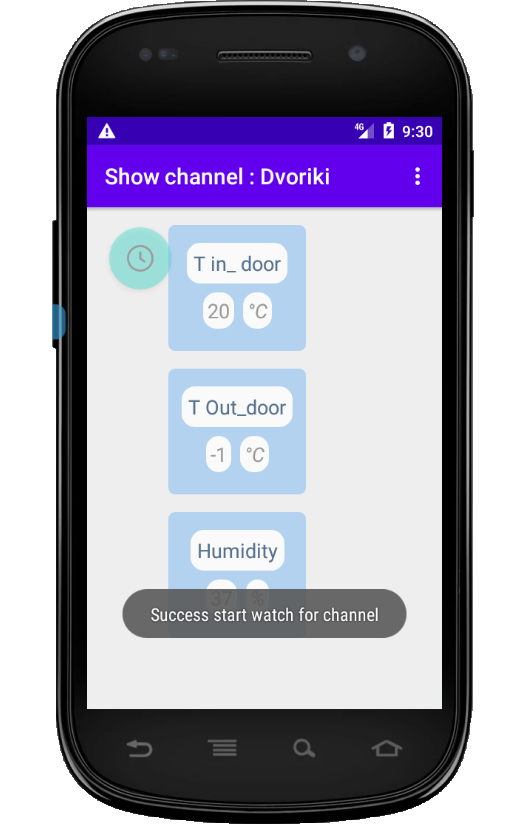 4G 9:30
Show channel : Dvoriki
T in_ door
20 °C
T Out_door
-1 °C
Humidity
37 %
Success start watch for channel